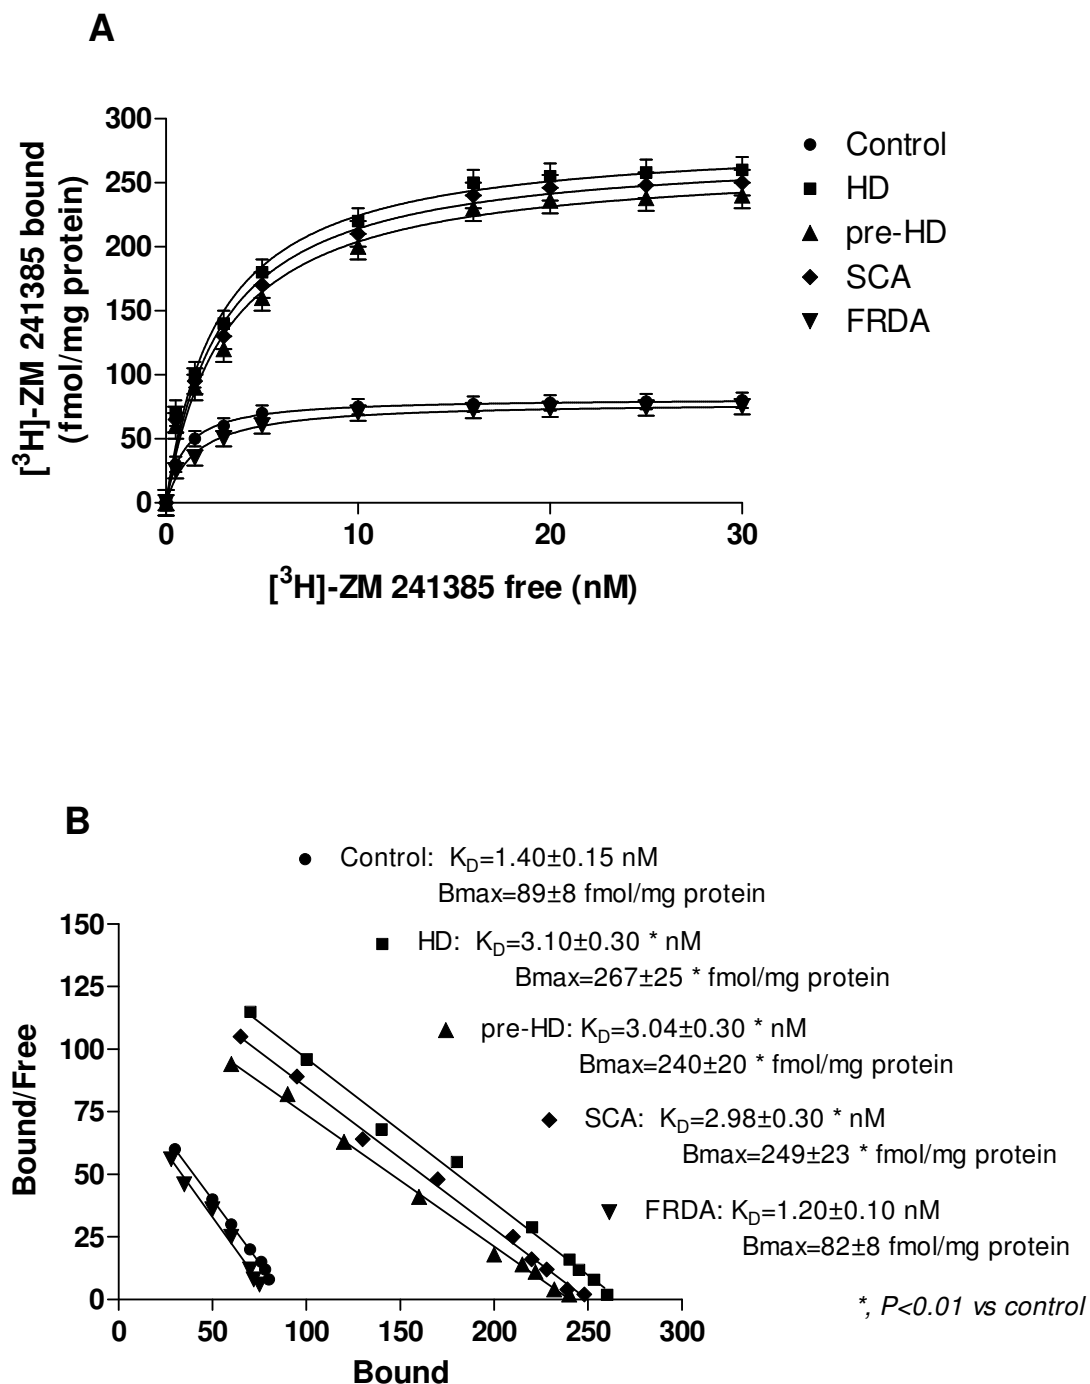 A
300
250
200
150
100
50
0
[³H]-ZM 241385 bound
(fmol/mg protein)
0 10 20 30
[³H]-ZM 241385 free (nM)
Control
HD
pre-HD
SCA
FRDA
B
Control: K_D=1.40±0.15 nM
Bmax=89±8 fmol/mg protein
HD: K_D=3.10±0.30 * nM
Bmax=267±25 * fmol/mg protein
pre-HD: K_D=3.04±0.30 * nM
Bmax=240±20 * fmol/mg protein
SCA: K_D=2.98±0.30 * nM
Bmax=249±23 * fmol/mg protein
FRDA: K_D=1.20±0.10 nM
Bmax=82±8 fmol/mg protein
*, P<0.01 vs control
150
125
100
75
50
25
0
Bound/Free
0 50 100 150 200 250 300
Bound